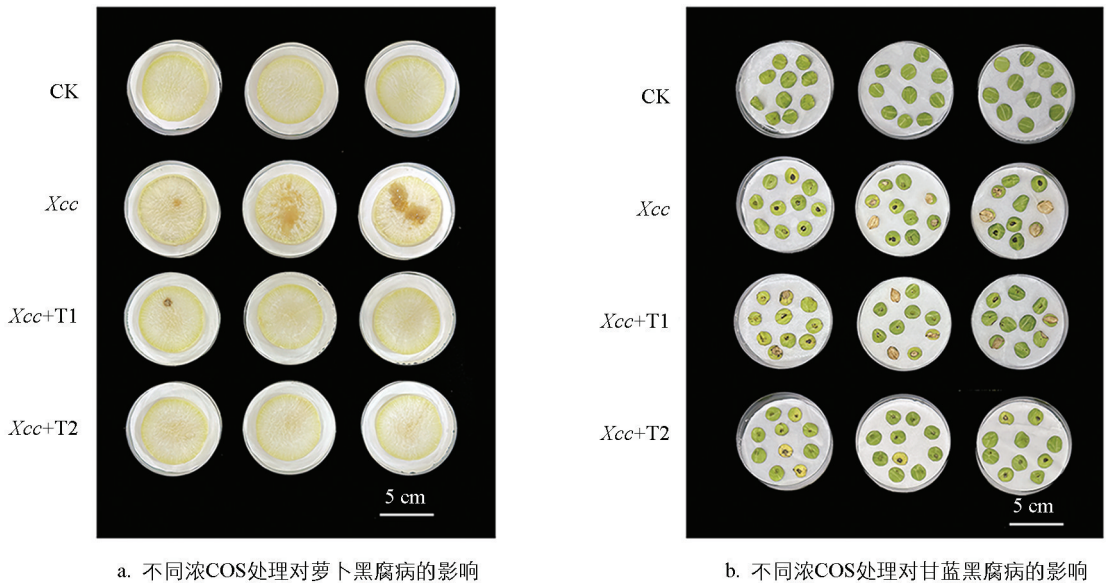 CK
Xcc
Xcc+T1
Xcc+T2
5 cm
a. 不同浓COS处理对萝卜黑腐病的影响
CK
Xcc
Xcc+T1
Xcc+T2
5 cm
b. 不同浓COS处理对甘蓝黑腐病的影响